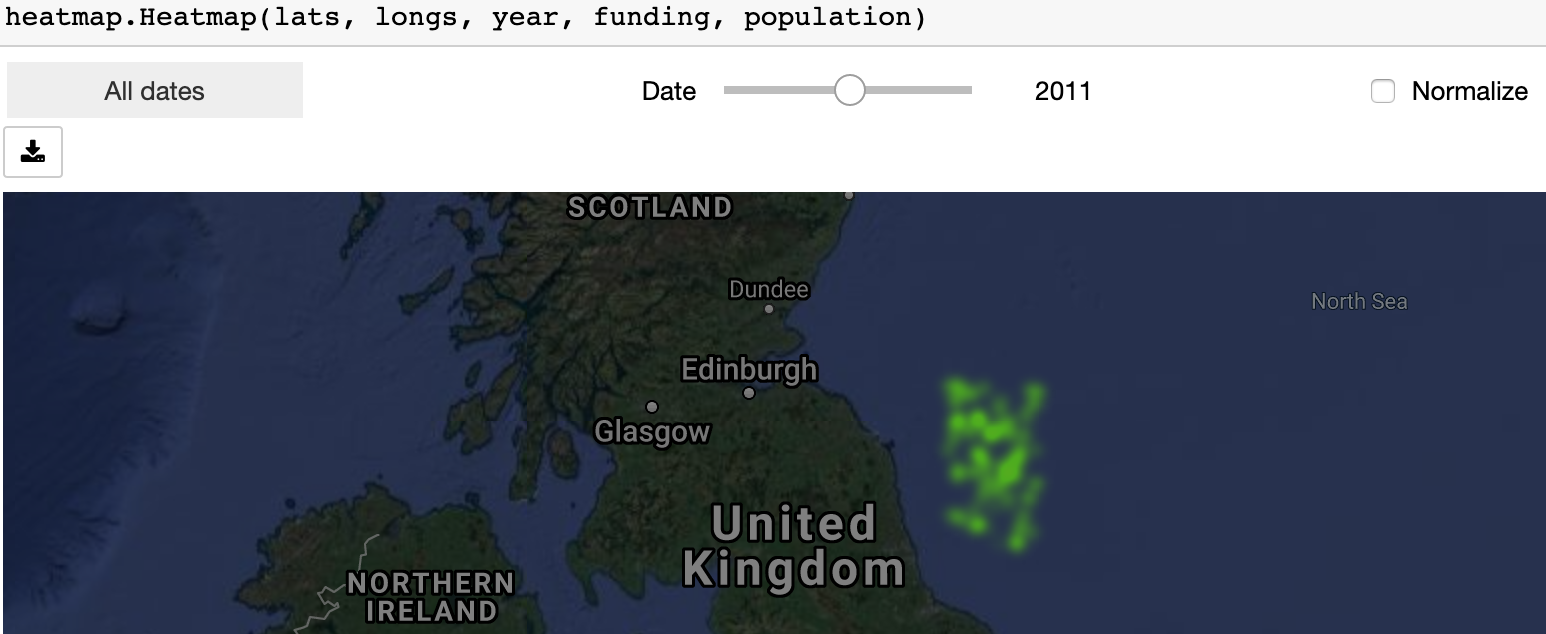 heatmap.Heatmap(lats, longs, year, funding, population)
All dates
Date
2011
Normalize
SCOTLAND
Dundee
North Sea
Edinburgh
Glasgow
United
Kingdom
NORTHERN
IRELAND